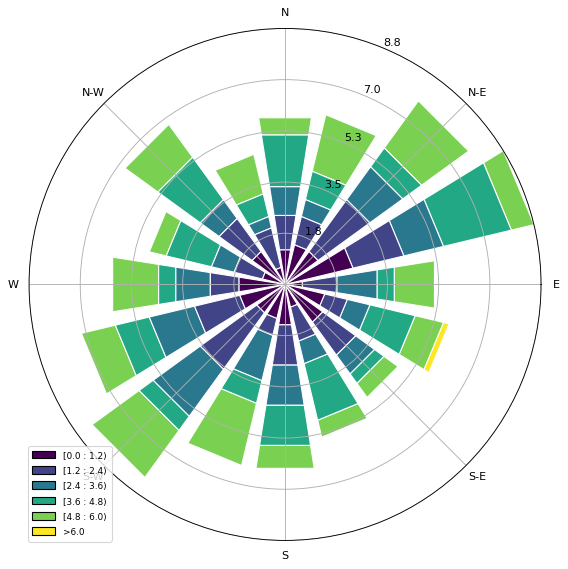 N
8.8
7.0
N-W
N-E
5.3
3.5
1.8
W
E
[0.0 : 1.2)
[1.2 : 2.4)
[2.4 : 3.6)
[3.6 : 4.8)
[4.8 : 6.0)
>6.0
S-W
S-E
S